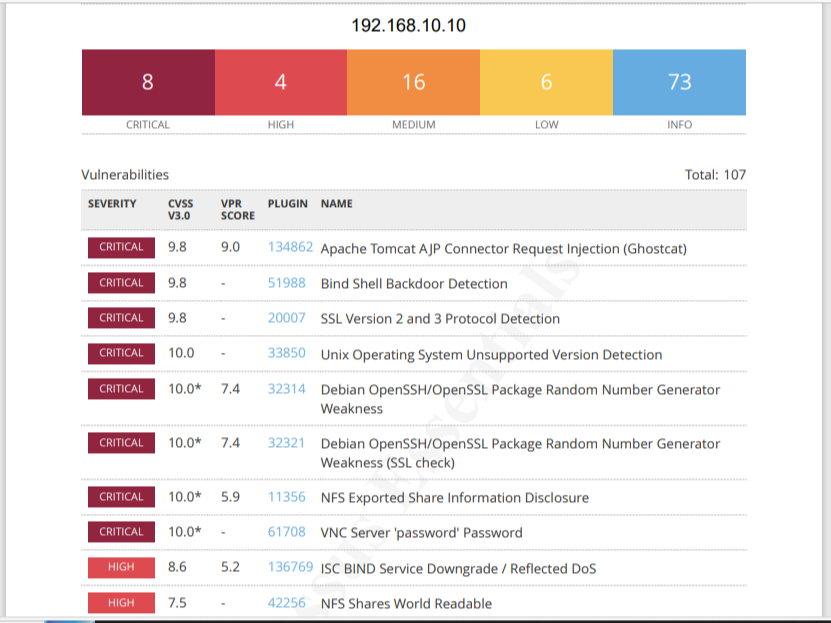 192.168.10.10
8 4 16 6 73
CRITICAL HIGH MEDIUM LOW INFO
Vulnerabilities Total: 107
SEVERITY CVSS V3.0 VPR SCORE PLUGIN NAME
CRITICAL 9.8 9.0 134862 Apache Tomcat AJP Connector Request Injection (Ghostcat)
CRITICAL 9.8 - 51988 Bind Shell Backdoor Detection
CRITICAL 9.8 - 20007 SSL Version 2 and 3 Protocol Detection
CRITICAL 10.0 - 33850 Unix Operating System Unsupported Version Detection
CRITICAL 10.0* 7.4 32314 Debian OpenSSH/OpenSSL Package Random Number Generator
Weakness
CRITICAL 10.0* 7.4 32321 Debian OpenSSH/OpenSSL Package Random Number Generator
Weakness (SSL check)
CRITICAL 10.0* 5.9 11356 NFS Exported Share Information Disclosure
CRITICAL 10.0* - 61708 VNC Server 'password' Password
HIGH 8.6 5.2 136769 ISC BIND Service Downgrade / Reflected DoS
HIGH 7.5 - 42256 NFS Shares World Readable
ssus Essentials